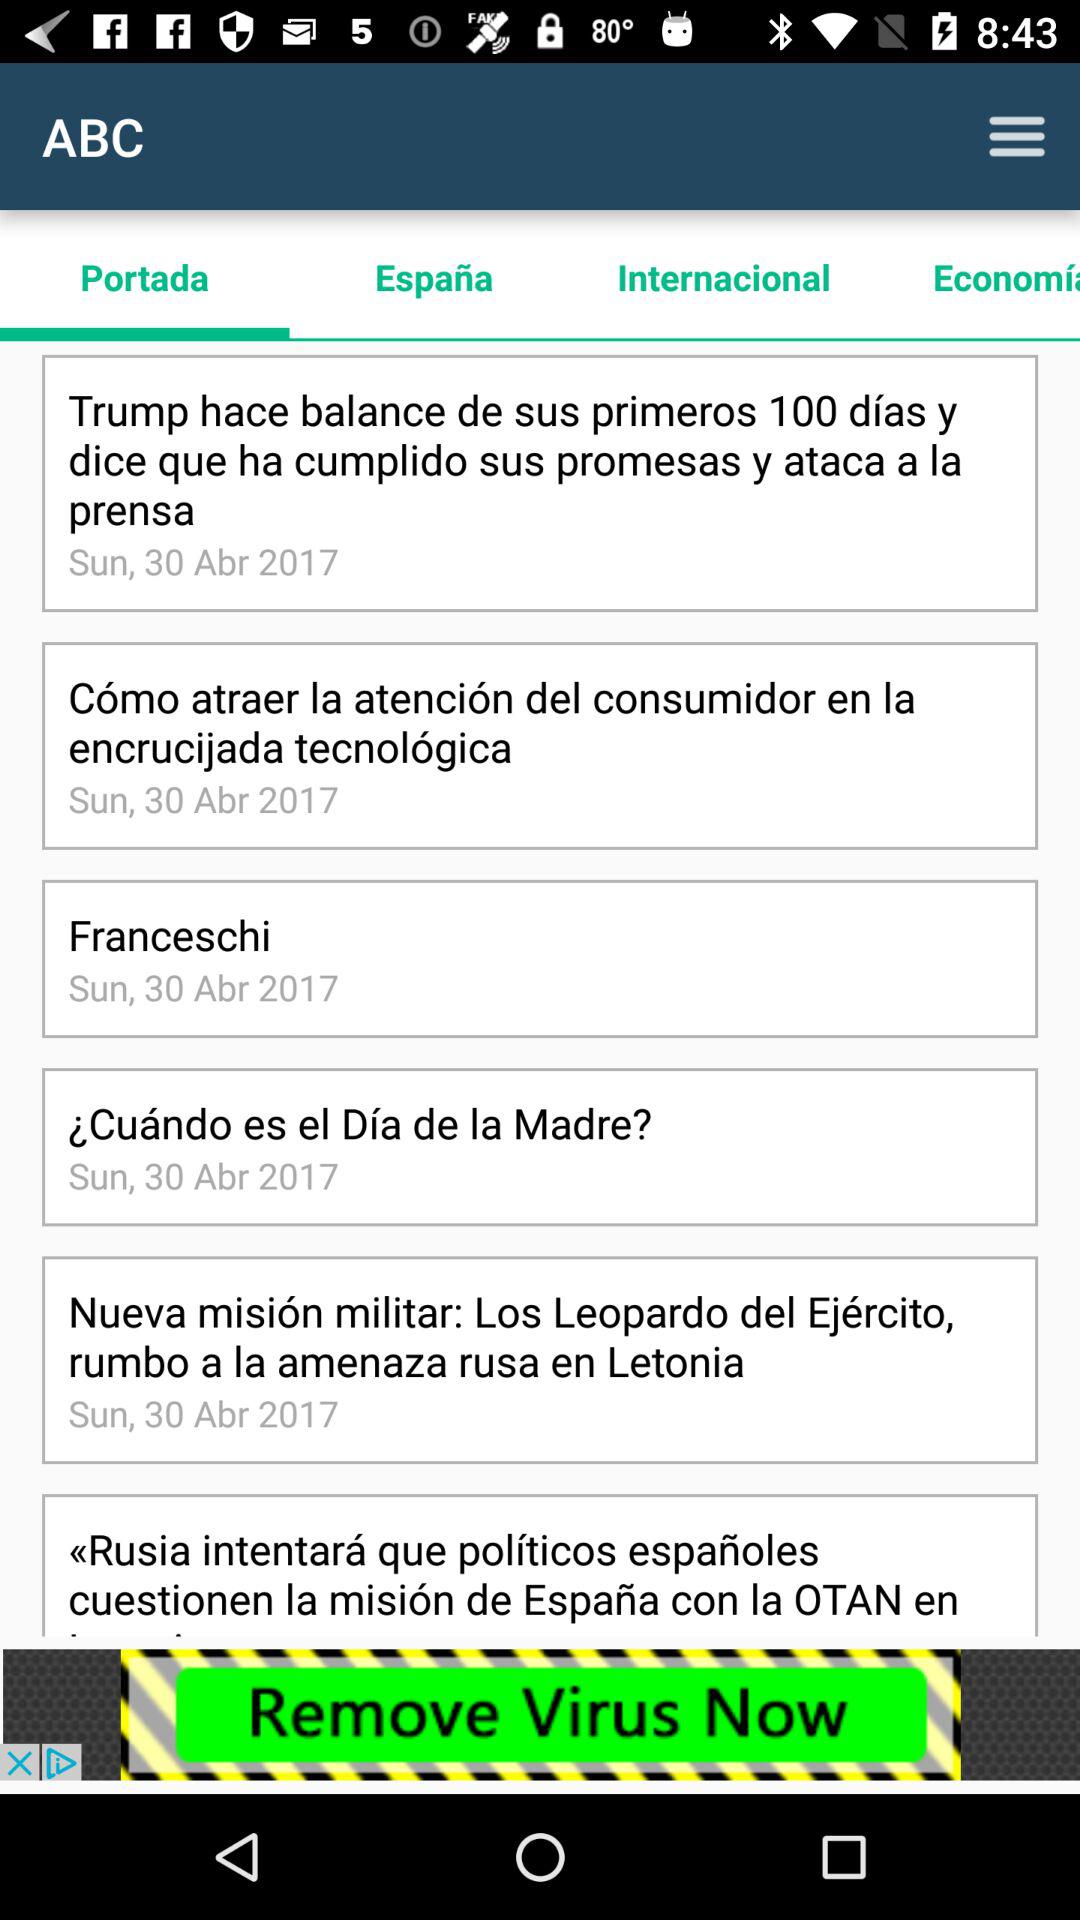 5 FAKE 80° 8:43
ABC
Portada España Internacional Economía
Trump hace balance de sus primeros 100 días y
dice que ha cumplido sus promesas y ataca a la
prensa
Sun, 30 Abr 2017
Cómo atraer la atención del consumidor en la
encrucijada tecnológica
Sun, 30 Abr 2017
Franceschi
Sun, 30 Abr 2017
¿Cuándo es el Día de la Madre?
Sun, 30 Abr 2017
Nueva misión militar: Los Leopardo del Ejército,
rumbo a la amenaza rusa en Letonia
Sun, 30 Abr 2017
«Rusia intentará que políticos españoles
cuestionen la misión de España con la OTAN en
Remove Virus Now